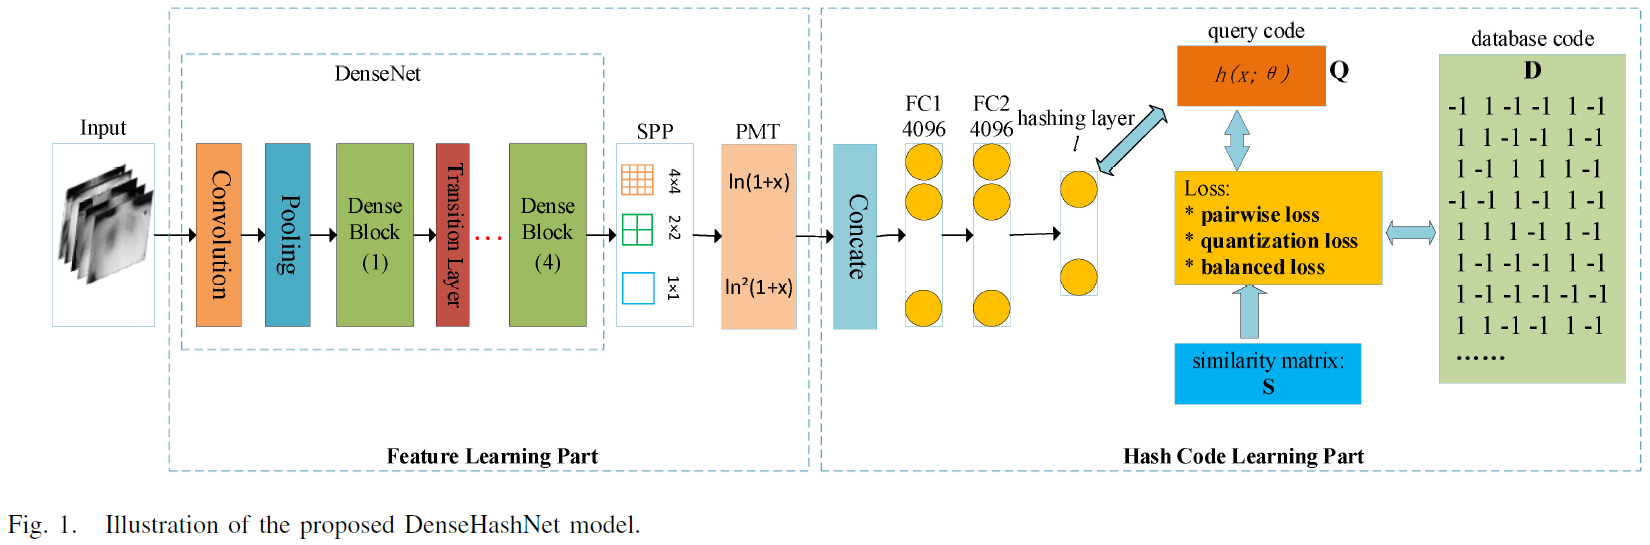 DenseNet
Input
Convolution
Pooling
Dense
Block
(1)
Transition Layer
...
Dense
Block
(4)
SPP
4×4
2×2
1×1
PMT
ln(1+x)
ln²(1+x)
Feature Learning Part
Concate
FC1
4096
FC2
4096
hashing layer
l
query code
h(x; θ)
Q
Loss:
* pairwise loss
* quantization loss
* balanced loss
similarity matrix:
S
database code
D
-1 1 -1 -1 1 -1
1 1 -1 -1 1 -1
1 -1 1 1 1 -1
-1 -1 1 -1 1 -1
1 1 1 -1 1 -1
1 -1 -1 -1 1 -1
1 -1 -1 -1 -1 -1
1 1 -1 -1 1 -1
......
Hash Code Learning Part
Fig. 1. Illustration of the proposed DenseHashNet model.